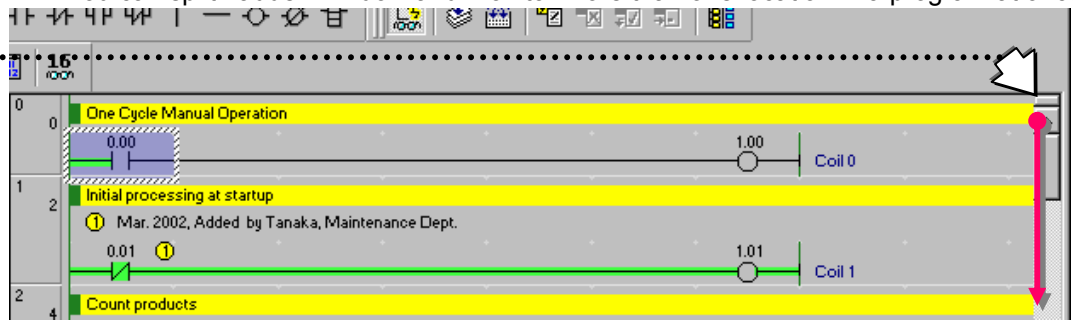 16
0 0 One Cycle Manual Operation
0.00 1.00
Coil 0
1 2 Initial processing at startup
1 Mar. 2002, Added by Tanaka, Maintenance Dept.
0.01 1 1.01
Coil 1
2 4 Count products